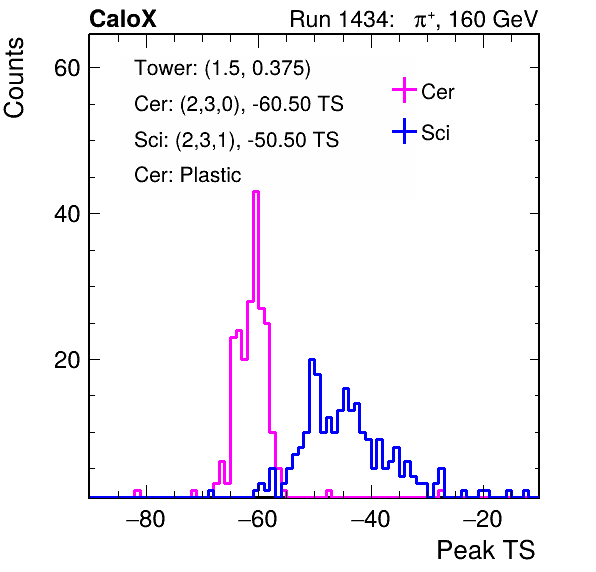 CaloX Run 1434: π⁺, 160 GeV
Counts
60
40
20
Tower: (1.5, 0.375)
Cer: (2,3,0), -60.50 TS
Sci: (2,3,1), -50.50 TS
Cer: Plastic
Cer
Sci
−80 −60 −40 −20
Peak TS